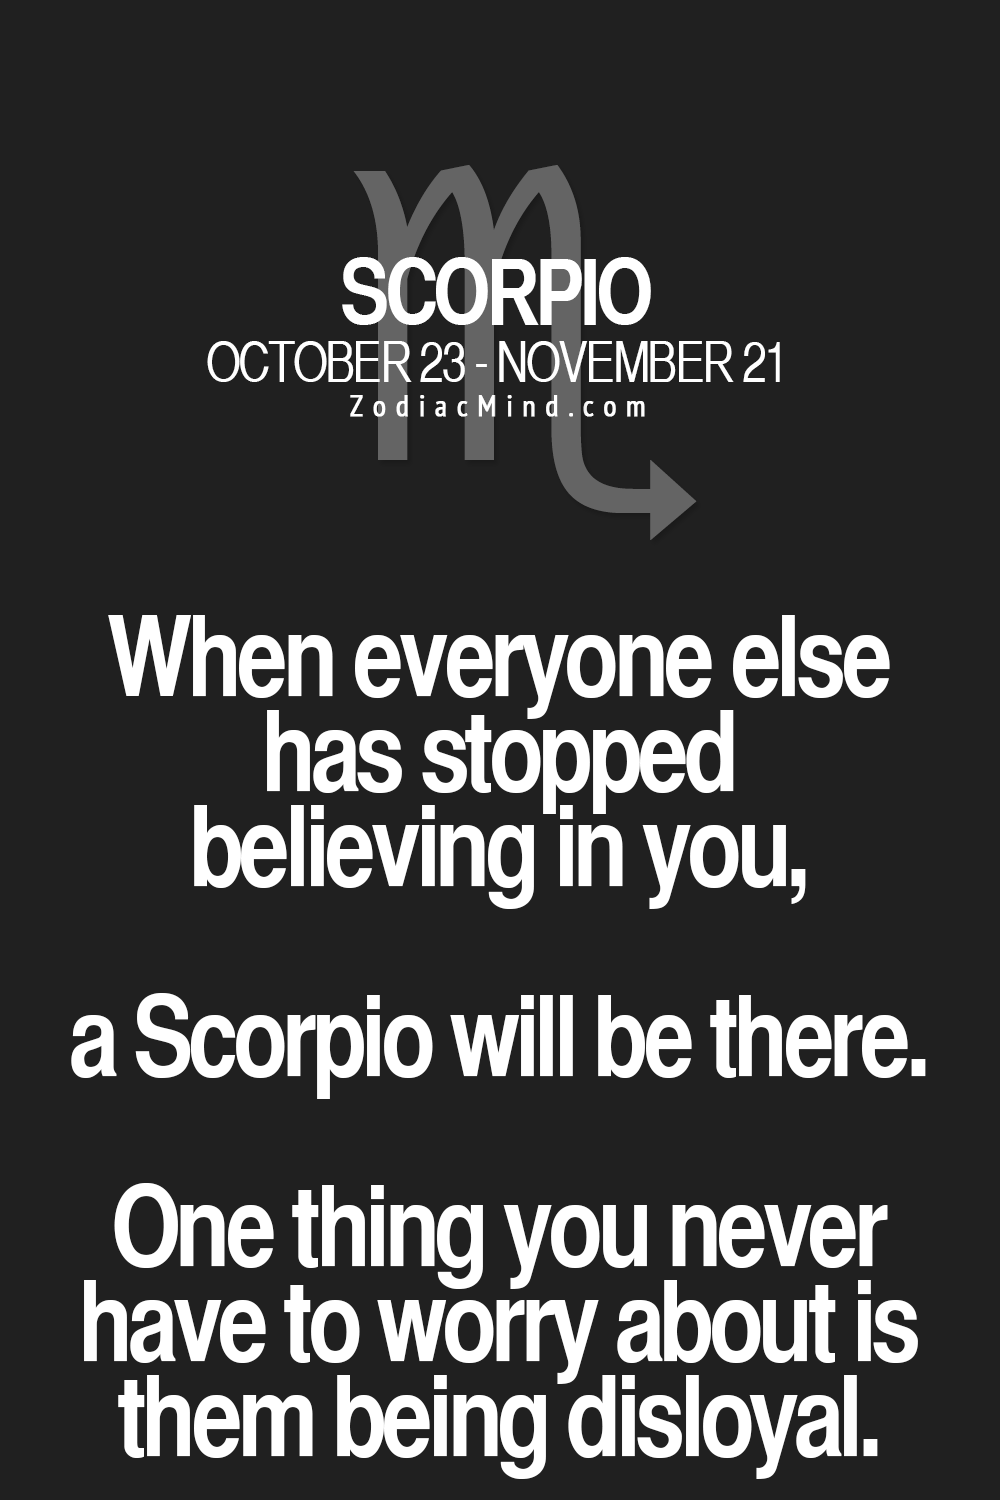 SCORPIO
OCTOBER 23 - NOVEMBER 21
ZodiacMind.com
When everyone else
has stopped
believing in you,
a Scorpio will be there.
One thing you never
have to worry about is
them being disloyal.